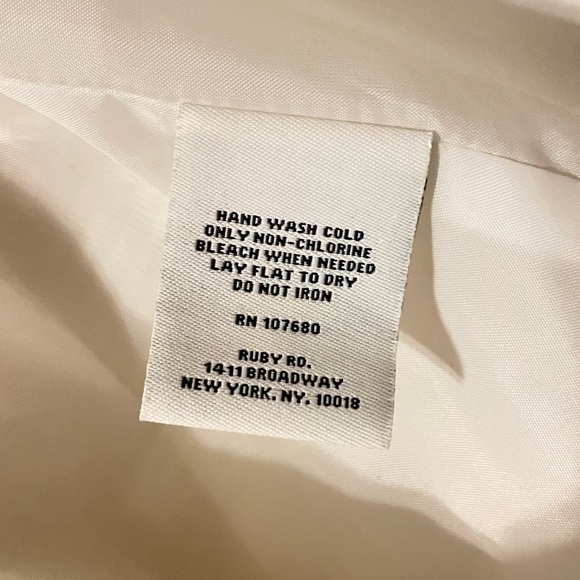 HAND WASH COLD
ONLY NON-CHLORINE
BLEACH WHEN NEEDED
LAY FLAT TO DRY
DO NOT IRON
RN 107680
RUBY RD.
1411 BROADWAY
NEW YORK. NY. 10018